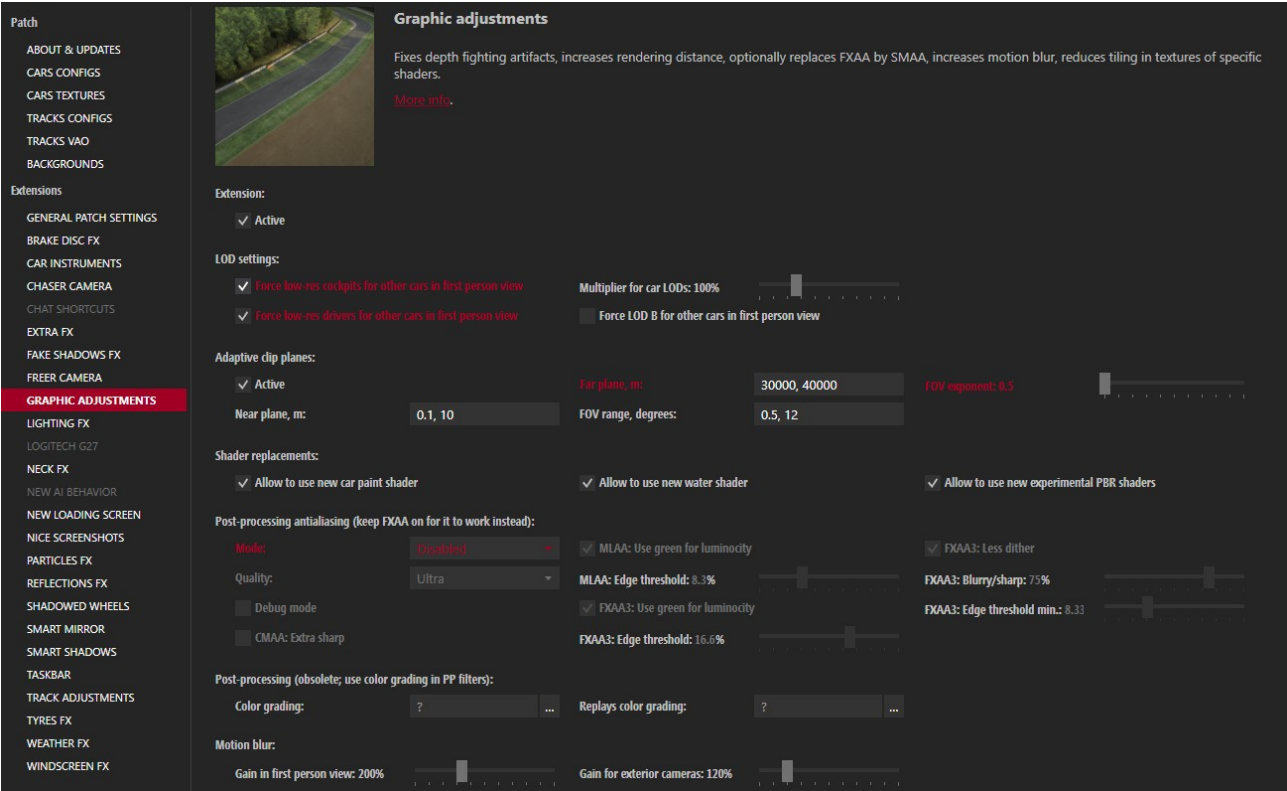 Patch
ABOUT & UPDATES
CARS CONFIGS
CARS TEXTURES
TRACKS CONFIGS
TRACKS VAO
BACKGROUNDS
Extensions
GENERAL PATCH SETTINGS
BRAKE DISC FX
CAR INSTRUMENTS
CHASER CAMERA
CHAT SHORTCUTS
EXTRA FX
FAKE SHADOWS FX
FREER CAMERA
GRAPHIC ADJUSTMENTS
LIGHTING FX
LOGITECH G27
NECK FX
NEW AI BEHAVIOR
NEW LOADING SCREEN
NICE SCREENSHOTS
PARTICLES FX
REFLECTIONS FX
SHADOWED WHEELS
SMART MIRROR
SMART SHADOWS
TASKBAR
TRACK ADJUSTMENTS
TYRES FX
WEATHER FX
WINDSCREEN FX
Graphic adjustments
Fixes depth fighting artifacts, increases rendering distance, optionally replaces FXAA by SMAA, increases motion blur, reduces tiling in textures of specific
shaders.
More info.
Extension:
Active
LOD settings:
Force low-res cockpits for other cars in first person view
Multiplier for car LODs: 100%
Force low-res drivers for other cars in first person view
Force LOD B for other cars in first person view
Adaptive clip planes:
Active
Far plane, m:
30000, 40000
FOV exponent: 0.5
Near plane, m:
0.1, 10
FOV range, degrees:
0.5, 12
Shader replacements:
Allow to use new car paint shader
Allow to use new water shader
Allow to use new experimental PBR shaders
Post-processing antialiasing (keep FXAA on for it to work instead):
Mode:
Disabled
MLAA: Use green for luminocity
FXAA3: Less dither
Quality:
Ultra
MLAA: Edge threshold: 8.3%
FXAA3: Blurry/sharp: 75%
Debug mode
FXAA3: Use green for luminocity
FXAA3: Edge threshold min.: 8.33
CMAA: Extra sharp
FXAA3: Edge threshold: 16.6%
Post-processing (obsolete; use color grading in PP filters):
Color grading:
?
...
Replays color grading:
?
...
Motion blur:
Gain in first person view: 200%
Gain for exterior cameras: 120%